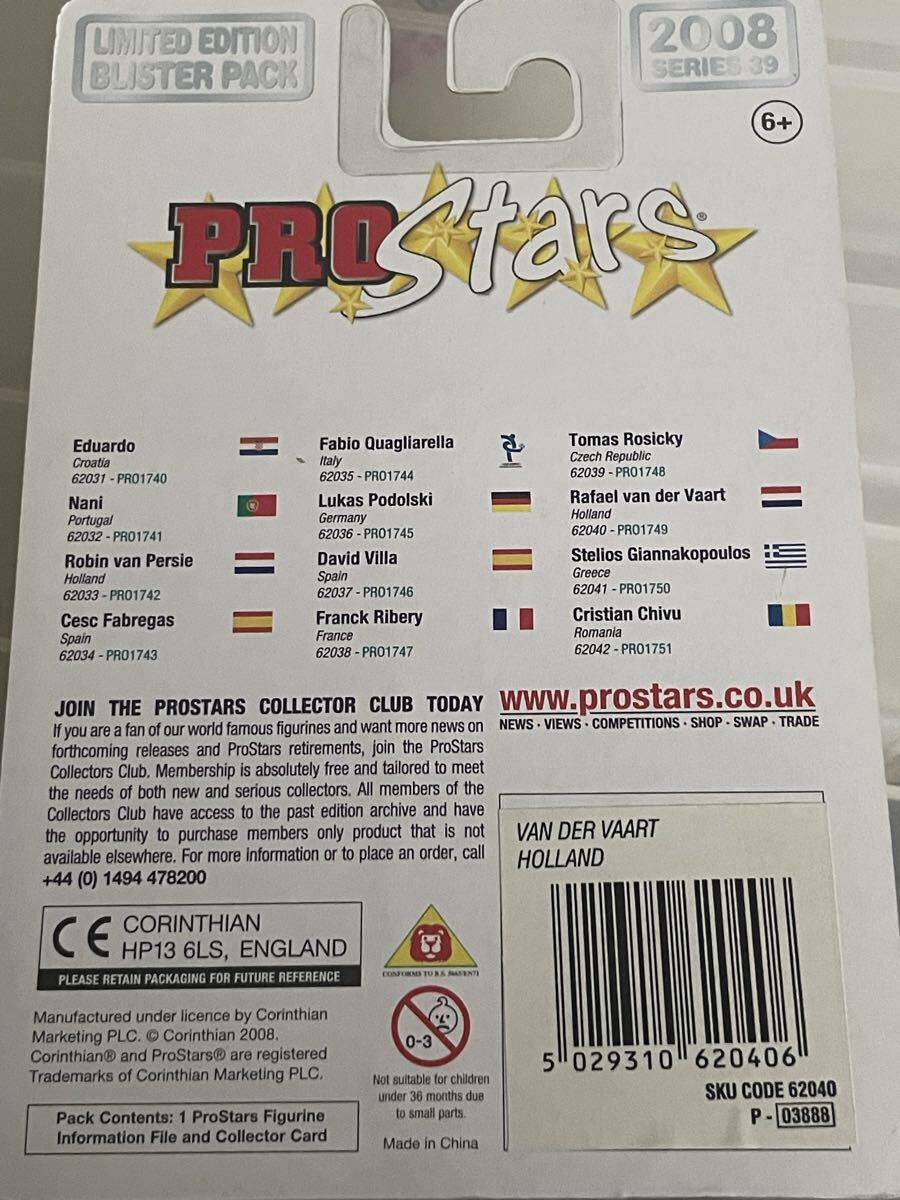 LIMITED EDITION
BLISTER PACK
2008
SERIES 39
6+
PROStars®
Eduardo
Croatia
62031 - PRO1740
Nani
Portugal
62032 - PRO1741
Robin van Persie
Holland
62033 - PRO1742
Cesc Fabregas
Spain
62034 - PRO1743
Fabio Quagliarella
Italy
62035 - PRO1744
Lukas Podolski
Germany
62036 - PRO1745
David Villa
Spain
62037 - PRO1746
Franck Ribery
France
62038 - PRO1747
Tomas Rosicky
Czech Republic
62039 - PRO1748
Rafael van der Vaart
Holland
62040 - PRO1749
Stelios Giannakopoulos
Greece
62041 - PRO1750
Cristian Chivu
Romania
62042 - PRO1751
JOIN THE PROSTARS COLLECTOR CLUB TODAY
If you are a fan of our world famous figurines and want more news on
forthcoming releases and ProStars retirements, join the ProStars
Collectors Club. Membership is absolutely free and tailored to meet
the needs of both new and serious collectors. All members of the
Collectors Club have access to the past edition archive and have
the opportunity to purchase members only product that is not
available elsewhere. For more information or to place an order, call
+44 (0) 1494 478200
www.prostars.co.uk
NEWS · VIEWS · COMPETITIONS · SHOP · SWAP · TRADE
CE CORINTHIAN
HP13 6LS, ENGLAND
PLEASE RETAIN PACKAGING FOR FUTURE REFERENCE
Manufactured under licence by Corinthian
Marketing PLC. © Corinthian 2008.
Corinthian® and ProStars® are registered
Trademarks of Corinthian Marketing PLC.
Pack Contents: 1 ProStars Figurine
Information File and Collector Card
CONFORMS TO B.S.
0-3
Not suitable for children
under 36 months due
to small parts.
Made in China
VAN DER VAART
HOLLAND
5 029310 620406
SKU CODE 62040
P - 03888